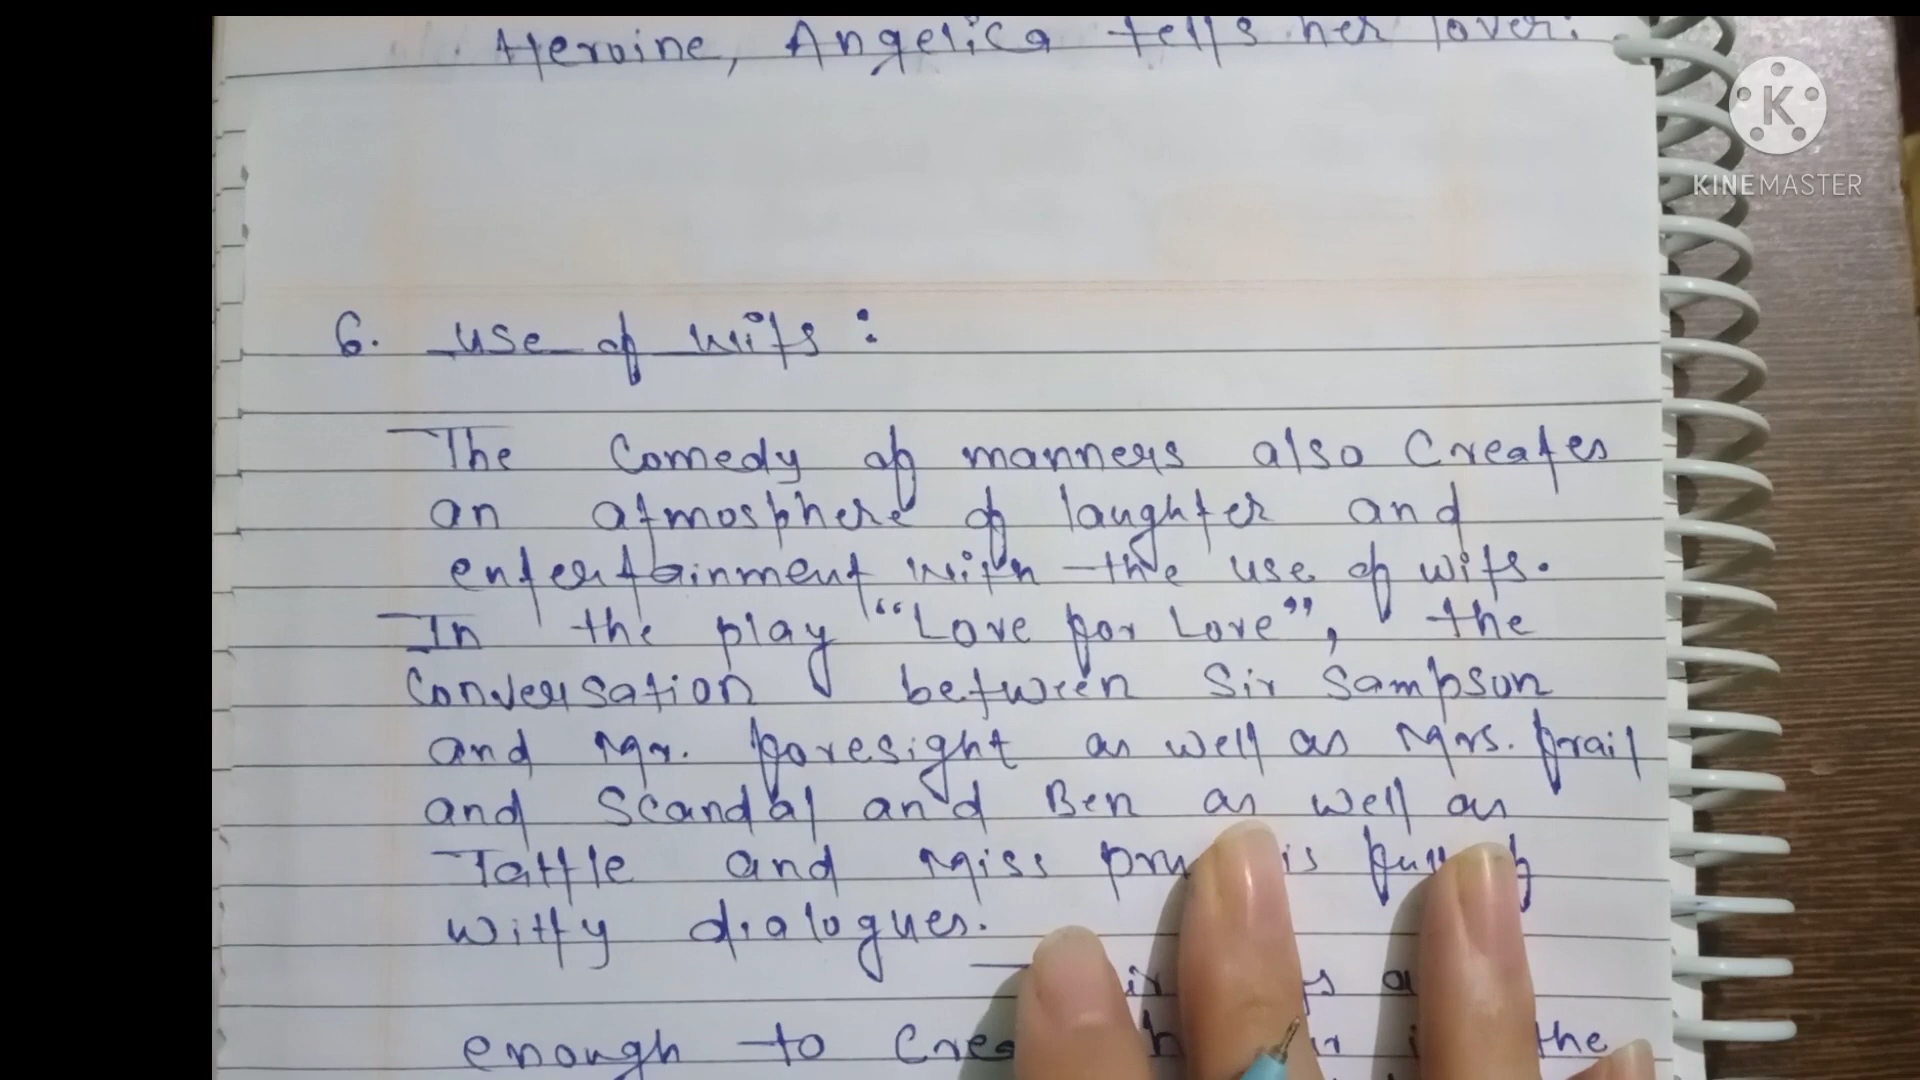 Heroine, Angelica tells her lover:
K
KINEMASTER
6. use of wits :
The Comedy of manners also Creates
an atmosphere of laughter and
entertainment with the use of wits.
In the play “Love for Love”, the
Conversation between Sir Sampson
and Mr. foresight as well as Mrs. frail
and Scandal and Ben as well as
Tattle and Miss is
witty dialogues.
enough to the